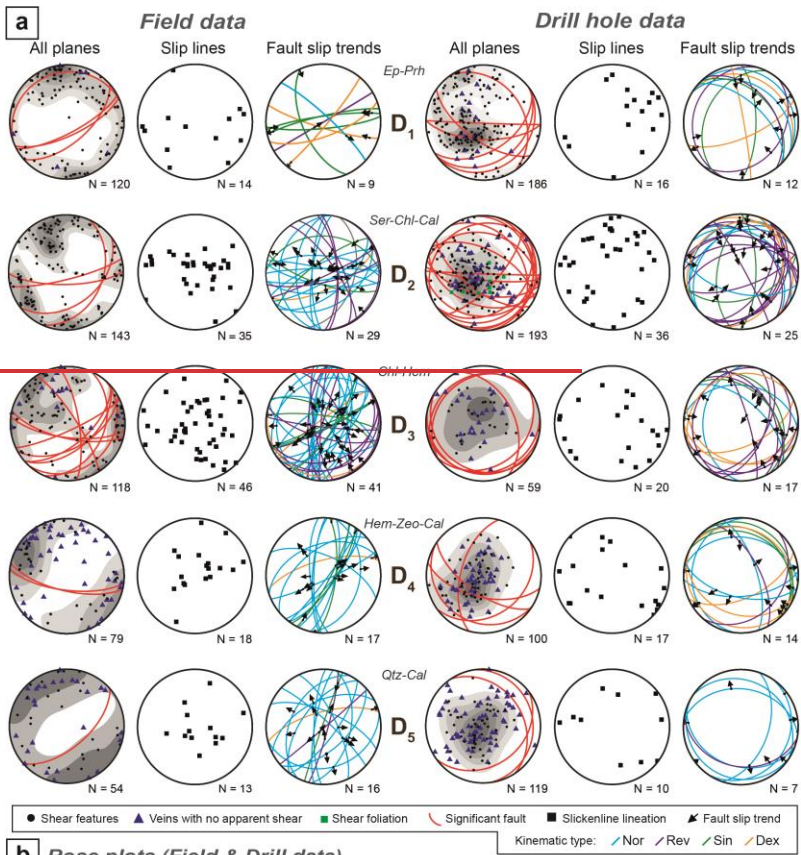 a
Field data
Drill hole data
All planes Slip lines Fault slip trends All planes Slip lines Fault slip trends
Ep-Prh
D1
N = 120 N = 14 N = 9 N = 186 N = 16 N = 12
Ser-Chl-Cal
D2
N = 143 N = 35 N = 29 N = 193 N = 36 N = 25
Chl-Hem
D3
N = 118 N = 46 N = 41 N = 59 N = 20 N = 17
Hem-Zeo-Cal
D4
N = 79 N = 18 N = 17 N = 100 N = 17 N = 14
Qtz-Cal
D5
N = 54 N = 13 N = 16 N = 119 N = 10 N = 7
Shear features Veins with no apparent shear Shear foliation Significant fault Slickenline lineation Fault slip trend
Kinematic type: Nor Rev Sin Dex
b Rose plots (Field & Drill data)